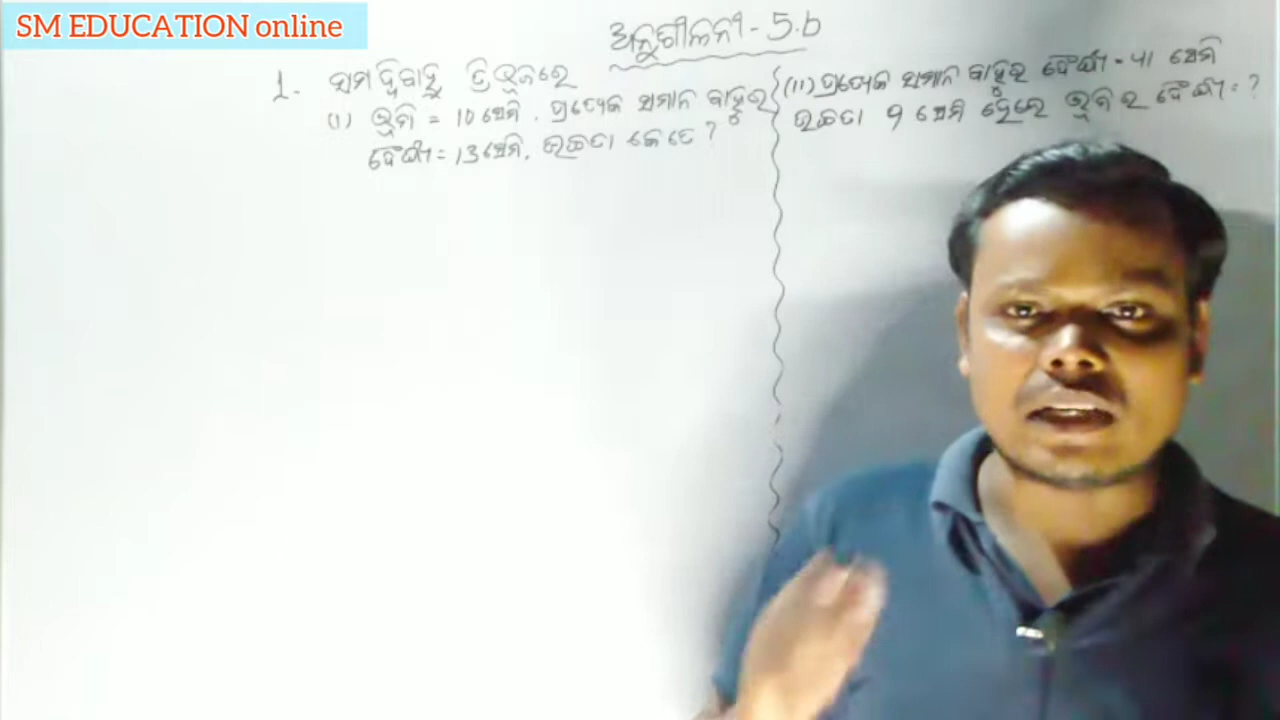 SM EDUCATION online
ଅନୁଶୀଳନୀ - 5.b
1. ସମଦ୍ୱିବାହୁ ତ୍ରିଭୁଜରେ
(i) ଭୂମି = 10 ସେମି, ପ୍ରତ୍ୟେକ ସମାନ ବାହୁର
ଦୈର୍ଘ୍ୟ = 13 ସେମି. ଉଚ୍ଚତା କେତେ ?
(ii) ପ୍ରତ୍ୟେକ ସମାନ ବାହୁର ଦୈର୍ଘ୍ୟ = 41 ସେମି
ଉଚ୍ଚତା 9 ସେମି ହେଲେ ଭୂମିର ଦୈର୍ଘ୍ୟ = ?